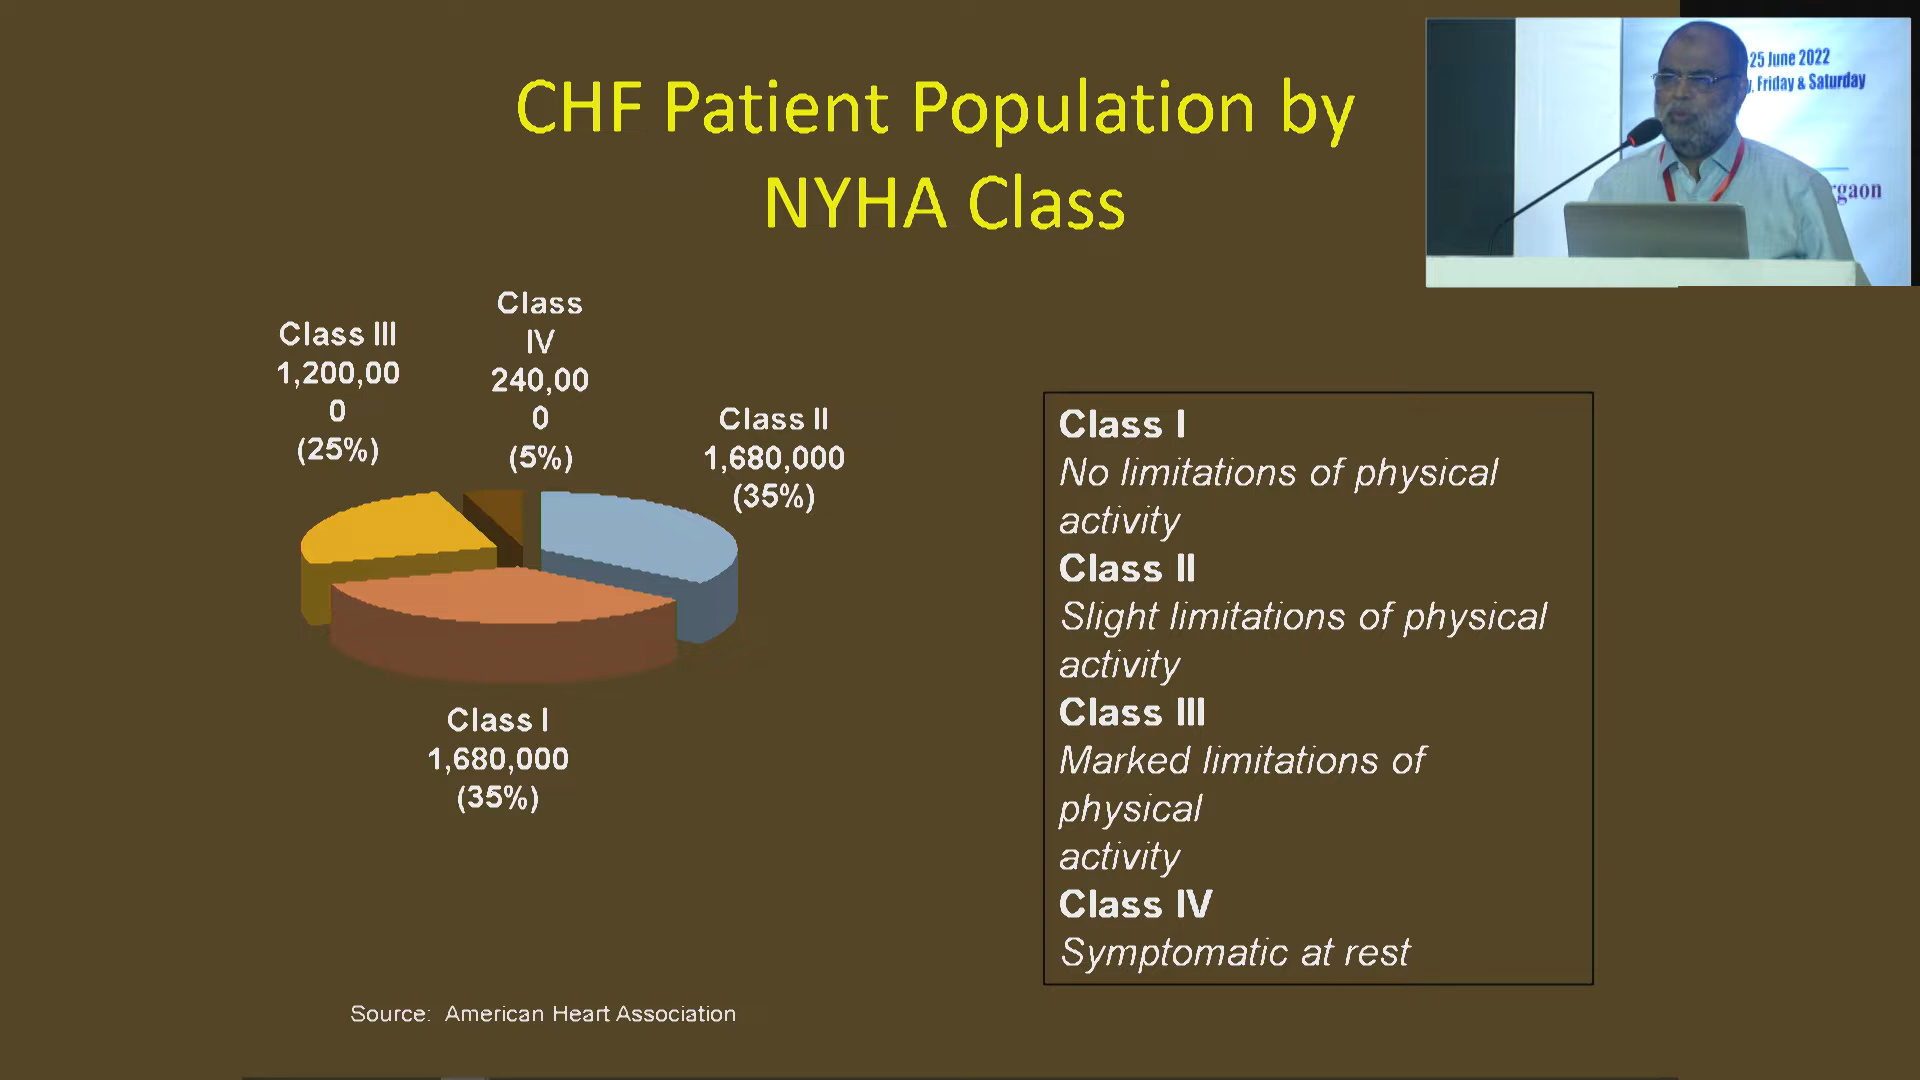 CHF Patient Population by
NYHA Class
25 June 2022
Friday & Saturday
Class III
1,200,00
0
(25%)
Class
IV
240,00
0
(5%)
Class II
1,680,000
(35%)
Class I
1,680,000
(35%)
Class I
No limitations of physical
activity
Class II
Slight limitations of physical
activity
Class III
Marked limitations of
physical
activity
Class IV
Symptomatic at rest
Source: American Heart Association